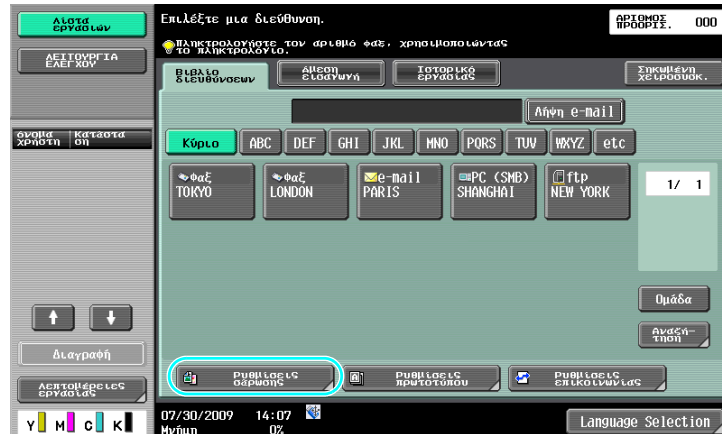 Λίστα
εργασιών
ΛΕΙΤΟΥΡΓΙΑ
ΕΛΕΓΧΟΥ
όνομα
χρήστη
Κατάστα
ση
Διαγραφή
Λεπτομέρειες
εργασίας
Y M C K
Επιλέξτε μια διεύθυνση.
ΑΡΙΘΜΟΣ
ΠΡΟΟΡΙΣ. 000
Πληκτρολογήστε τον αριθμό φαξ, χρησιμοποιώντας
το πληκτρολόγιο.
Βιβλίο
διευθύνσεων
Άμεση
εισαγωγή
Ιστορικό
εργασίας
Σηκωμένη
χειροσυσκ.
Λήψη e-mail
Κύριο ABC DEF GHI JKL MNO PQRS TUV WXYZ etc
Φαξ
TOKYO
Φαξ
LONDON
e-mail
PARIS
PC (SMB)
SHANGHAI
ftp
NEW YORK
1/ 1
Ομάδα
Αναζή-
τηση
Ρυθμίσεις
σάρωσης
Ρυθμίσεις
πρωτοτύπου
Ρυθμίσεις
επικοινωνίας
07/30/2009 14:07
Μνήμη 0%
Language Selection